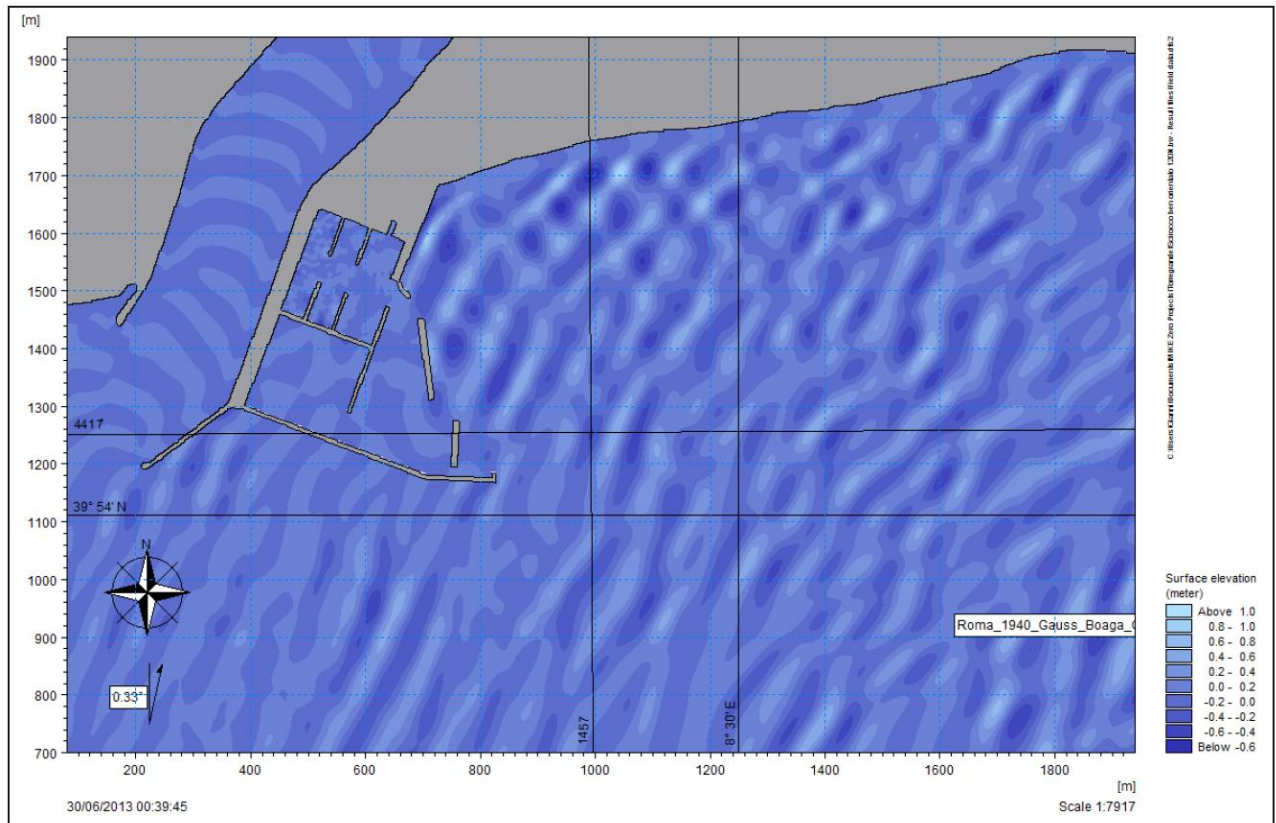 [m]
1900
1800
1700
1600
1500
1400
1300
1200
1100
1000
900
800
700
4417
39° 54' N
N
0.33°
1457
8° 30' E
Roma_1940_Gauss_Boaga_
200
400
600
800
1000
1200
1400
1600
1800
[m]
30/06/2013 00:39:45
Scale 1:7917
Surface elevation
(meter)
Above 1.0
0.8 - 1.0
0.6 - 0.8
0.4 - 0.6
0.2 - 0.4
0.0 - 0.2
-0.2 - 0.0
-0.4 - -0.2
-0.6 - -0.4
Below -0.6